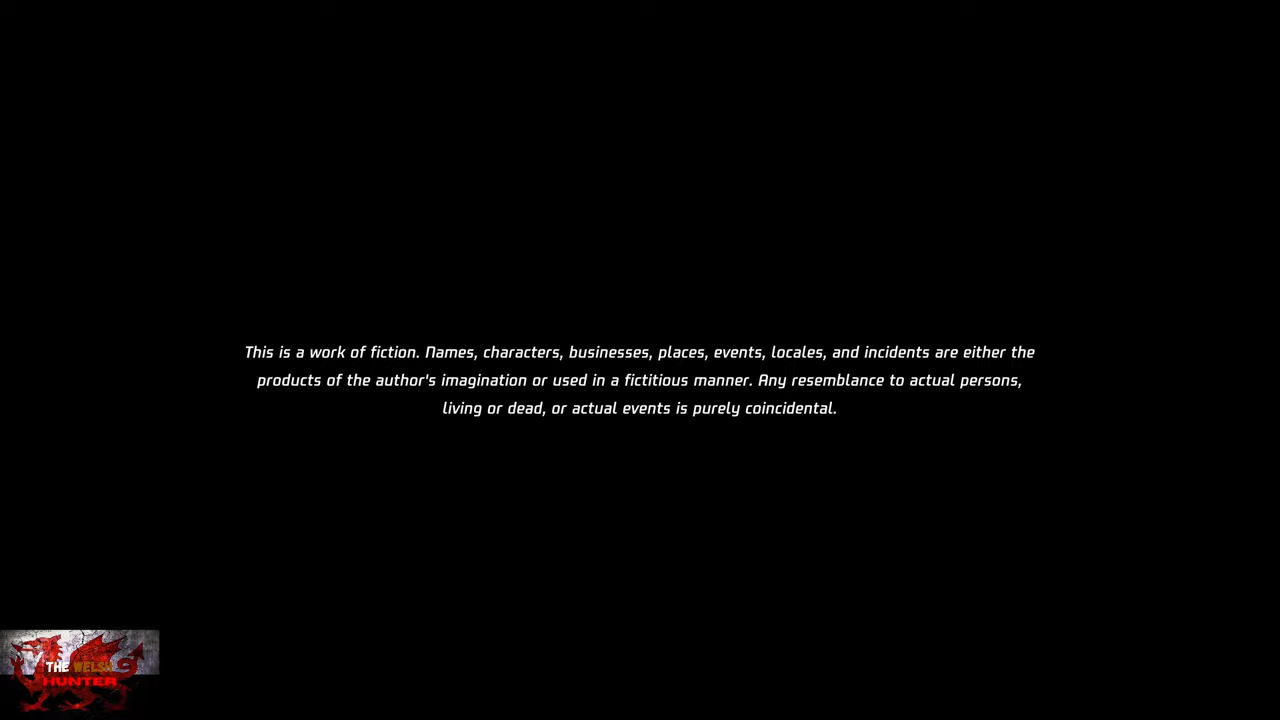 This is a work of fiction. Names, characters, businesses, places, events, locales, and incidents are either the
products of the author's imagination or used in a fictitious manner. Any resemblance to actual persons,
living or dead, or actual events is purely coincidental.
THE WELSH
HUNTER